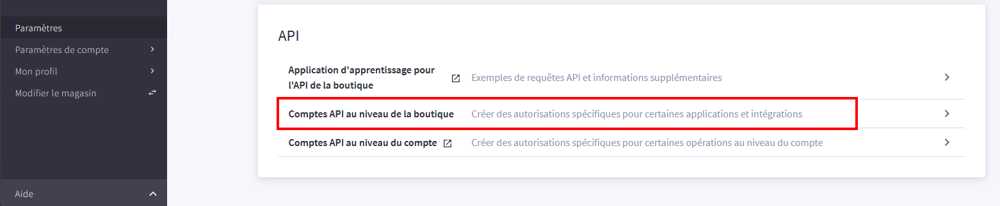 Paramètres
Paramètres de compte
Mon profil
Modifier le magasin
Aide
API
Application d'apprentissage pour
l'API de la boutique
Exemples de requêtes API et informations supplémentaires
Comptes API au niveau de la boutique
Créer des autorisations spécifiques pour certaines applications et intégrations
Comptes API au niveau du compte
Créer des autorisations spécifiques pour certaines opérations au niveau du compte